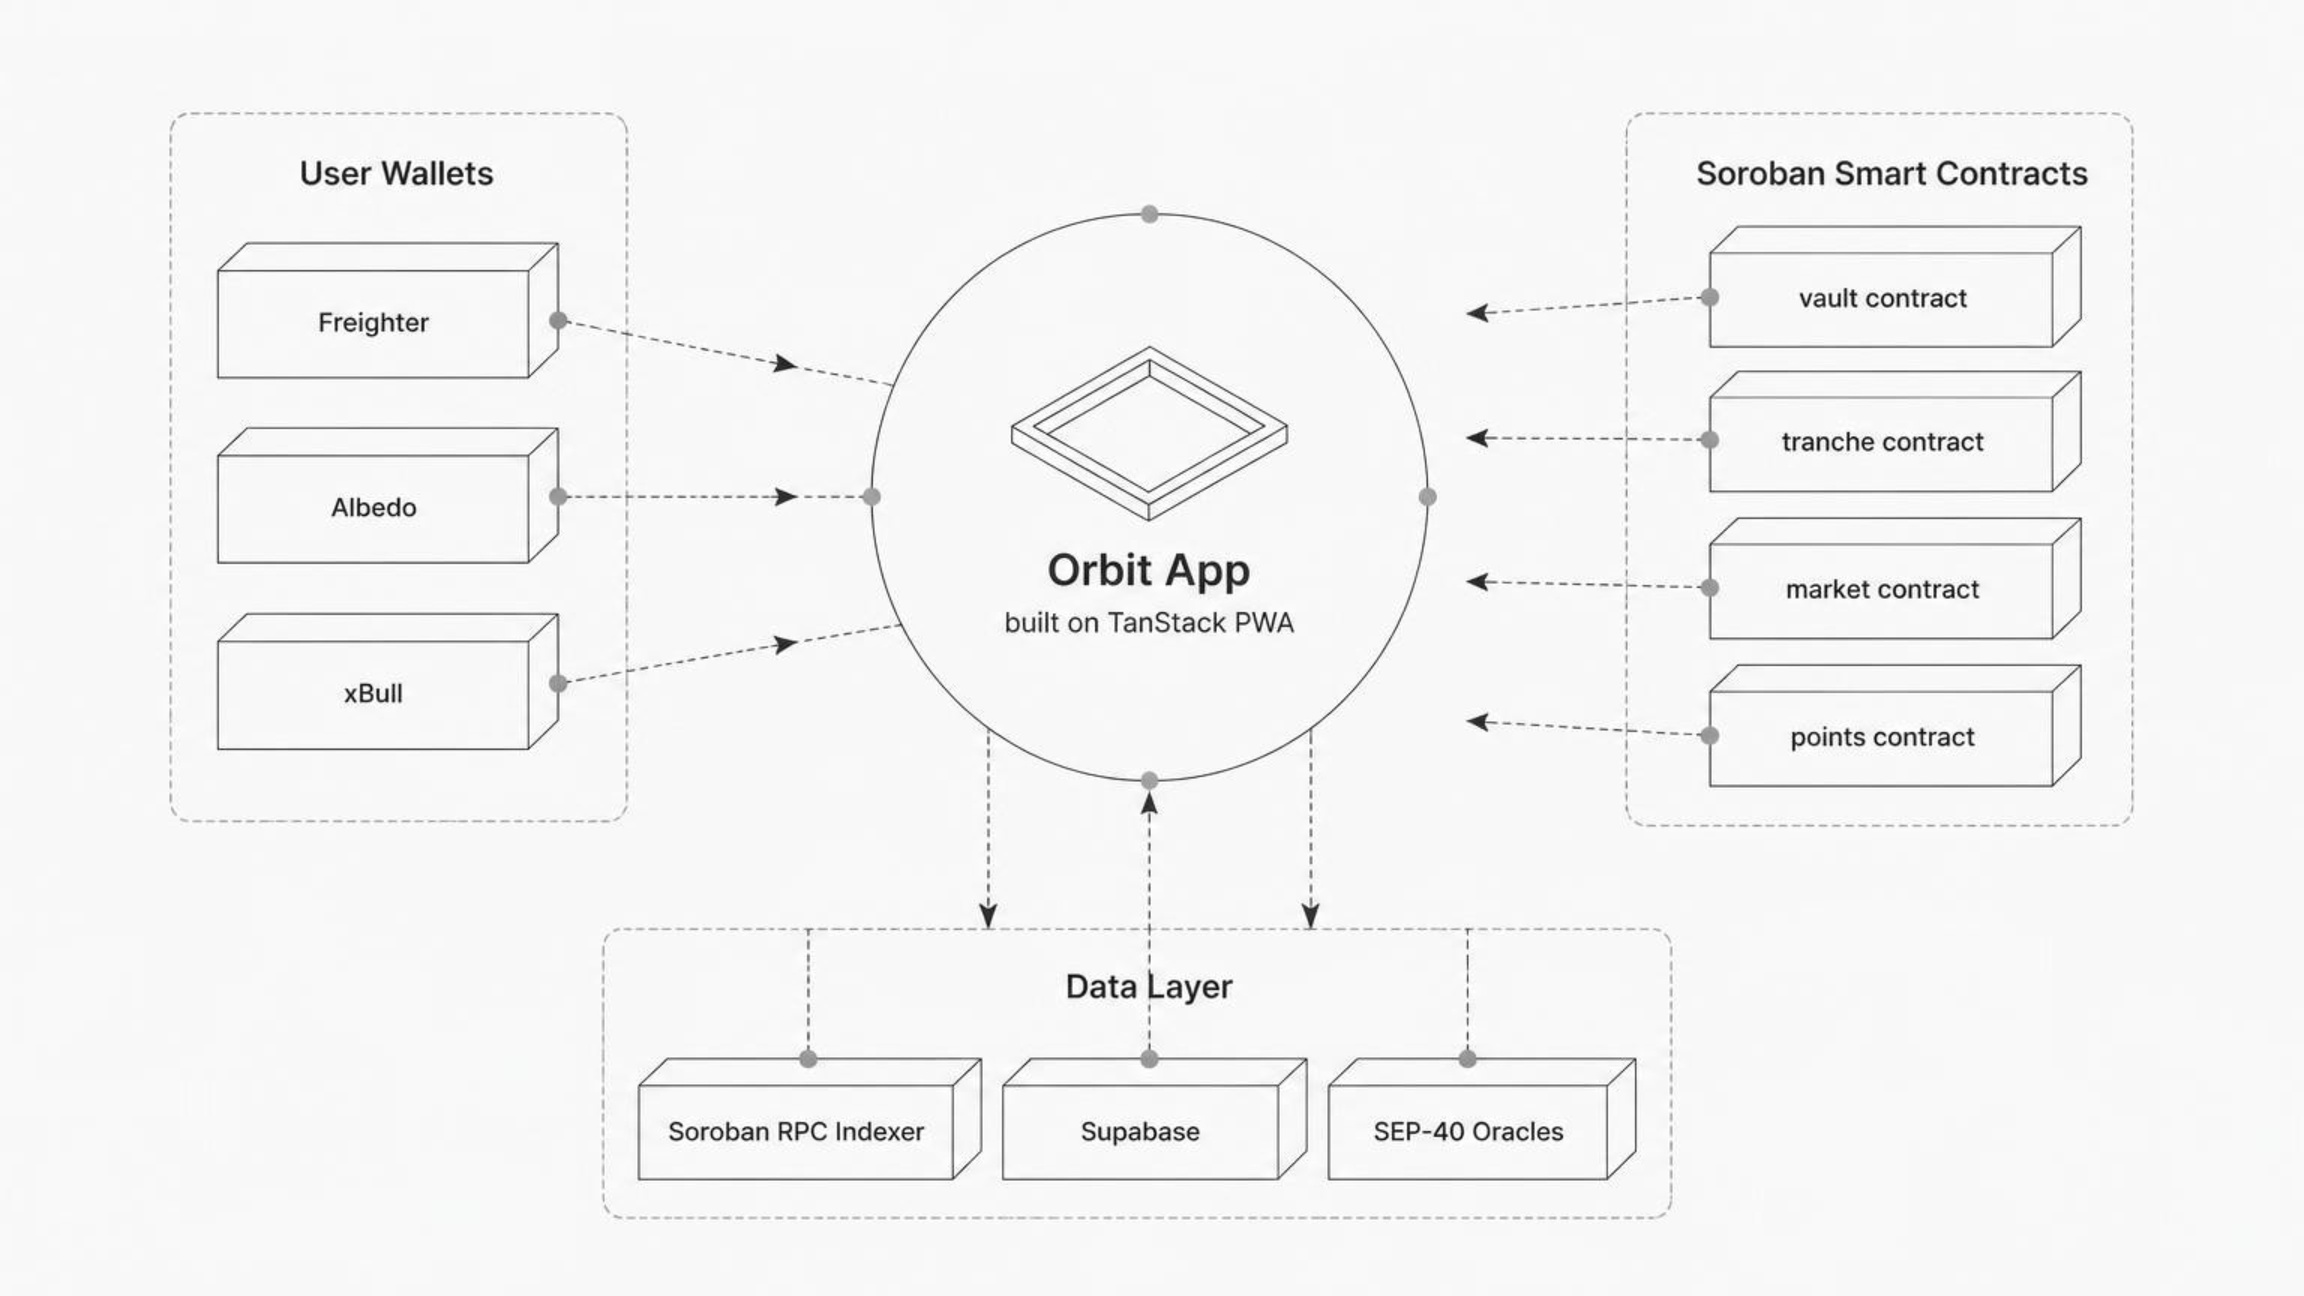 User Wallets
Freighter
Albedo
xBull
Orbit App
built on TanStack PWA
Soroban Smart Contracts
vault contract
tranche contract
market contract
points contract
Data Layer
Soroban RPC Indexer
Supabase
SEP-40 Oracles